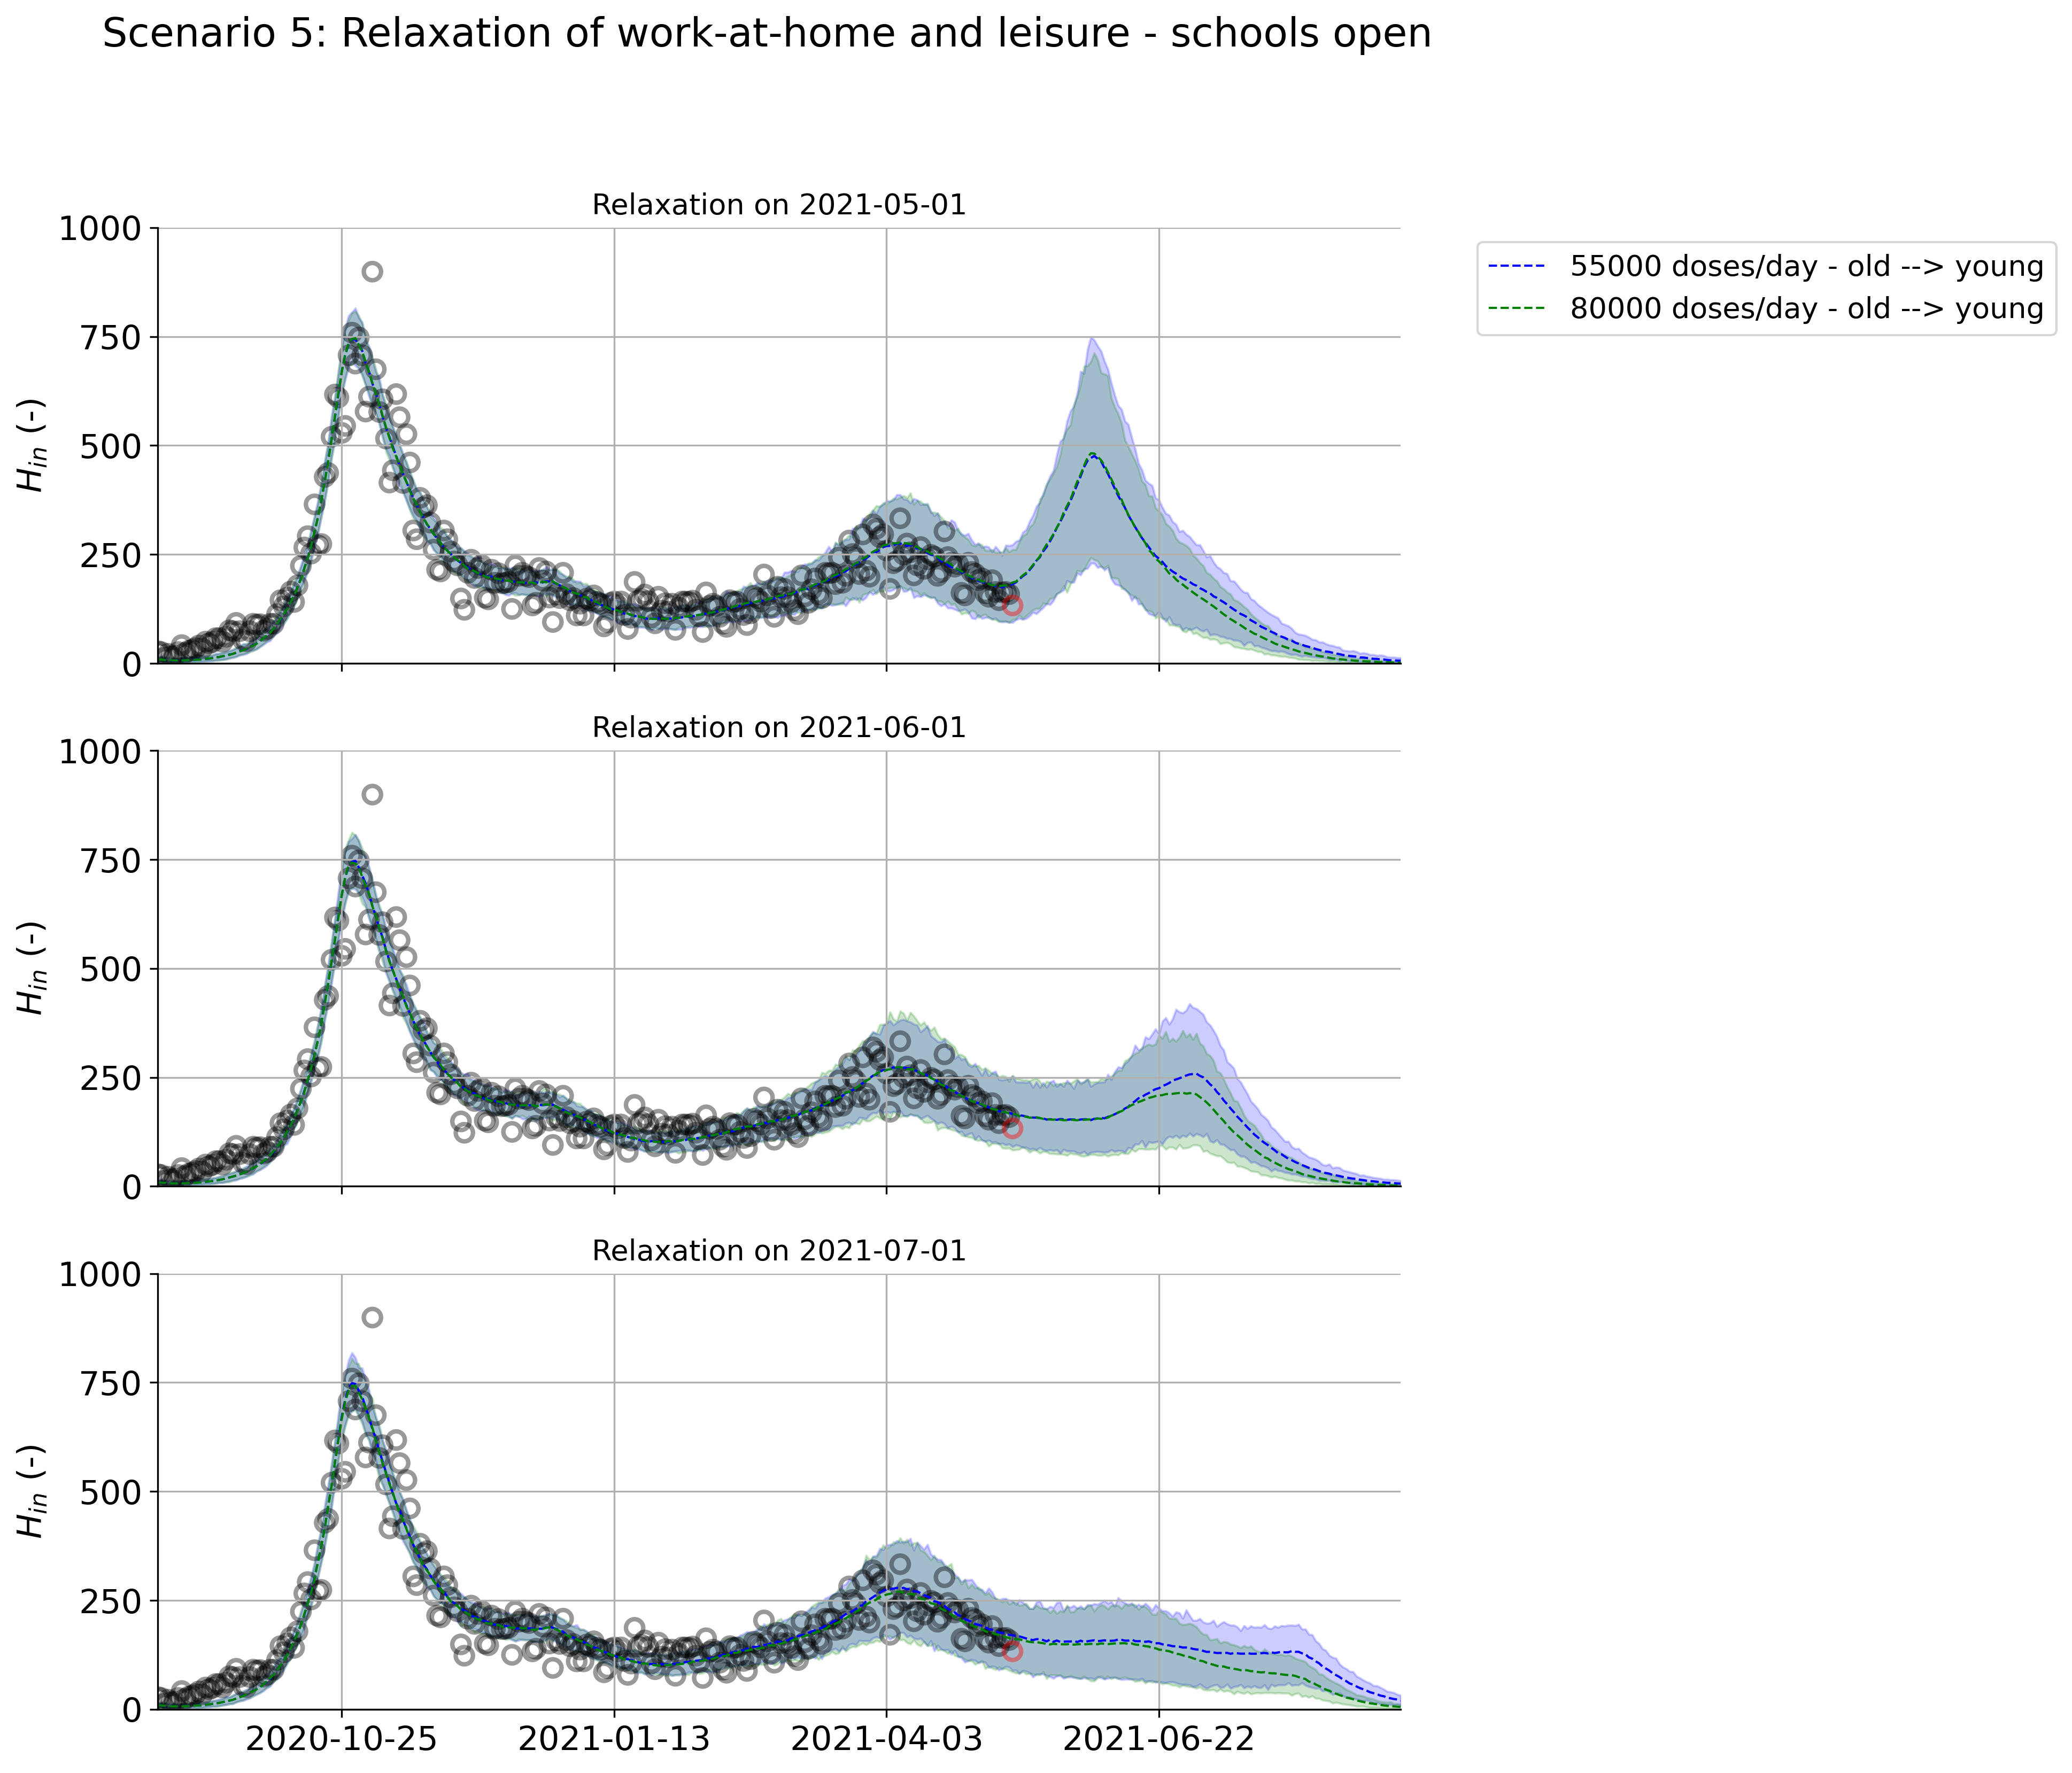 Scenario 5: Relaxation of work-at-home and leisure - schools open
Relaxation on 2021-05-01
1000
750
500
250
0
H_in (-)
55000 doses/day - old --> young
80000 doses/day - old --> young
Relaxation on 2021-06-01
1000
750
500
250
0
H_in (-)
Relaxation on 2021-07-01
1000
750
500
250
0
H_in (-)
2020-10-25 2021-01-13 2021-04-03 2021-06-22